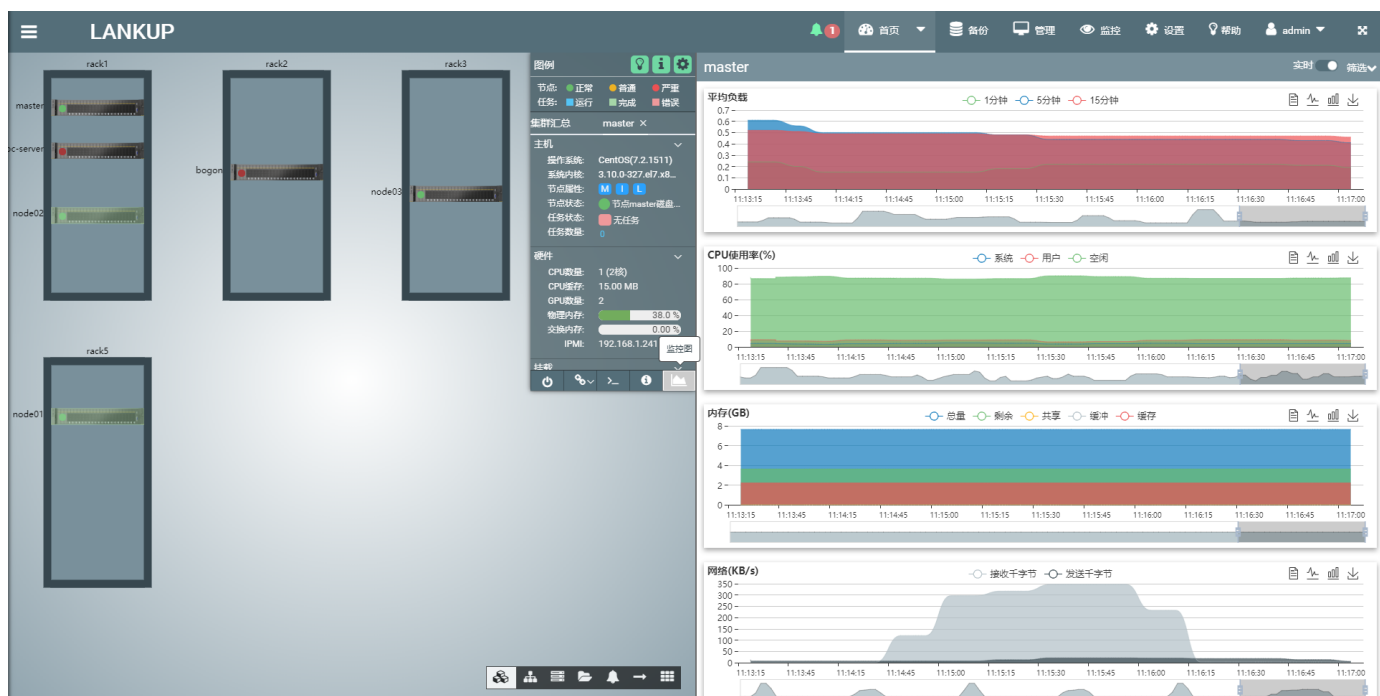 LANKUP
1 首页 备份 管理 监控 设置 帮助 admin
rack1 rack2 rack3
master
bogon
node03
node02
rack5
node01
图例
节点: 正常 普通 严重
任务: 运行 完成 错误
集群汇总 master ×
主机
操作系统: CentOS(7.2.1511)
系统内核: 3.10.0-327.el7.x8...
节点属性: M I L
节点状态: 节点master磁盘...
任务状态: 无任务
任务数量: 0
硬件
CPU数量: 1 (2核)
CPU缓存: 15.00 MB
GPU数量: 2
物理内存: 38.0 %
交换内存: 0.00 %
IPMI: 192.168.1.241
监控图
挂载
master 实时 筛选
平均负载
1分钟 5分钟 15分钟
0.7
0.6
0.5
0.4
0.3
0.2
0.1
0
11:13:15 11:13:45 11:14:15 11:14:45 11:15:00 11:15:15 11:15:30 11:15:45 11:16:00 11:16:15 11:16:30 11:16:45 11:17:00
CPU使用率(%)
系统 用户 空闲
100
80
60
40
20
0
11:13:15 11:13:45 11:14:15 11:14:45 11:15:00 11:15:15 11:15:30 11:15:45 11:16:00 11:16:15 11:16:30 11:16:45 11:17:00
内存(GB)
总量 剩余 共享 缓冲 缓存
8
6
4
2
0
11:13:15 11:13:45 11:14:15 11:14:45 11:15:00 11:15:15 11:15:30 11:15:45 11:16:00 11:16:15 11:16:30 11:16:45 11:17:00
网络(KB/s)
接收千字节 发送千字节
350
300
250
200
150
100
50
0
11:13:15 11:13:45 11:14:15 11:14:45 11:15:00 11:15:15 11:15:30 11:15:45 11:16:00 11:16:15 11:16:30 11:16:45 11:17:00